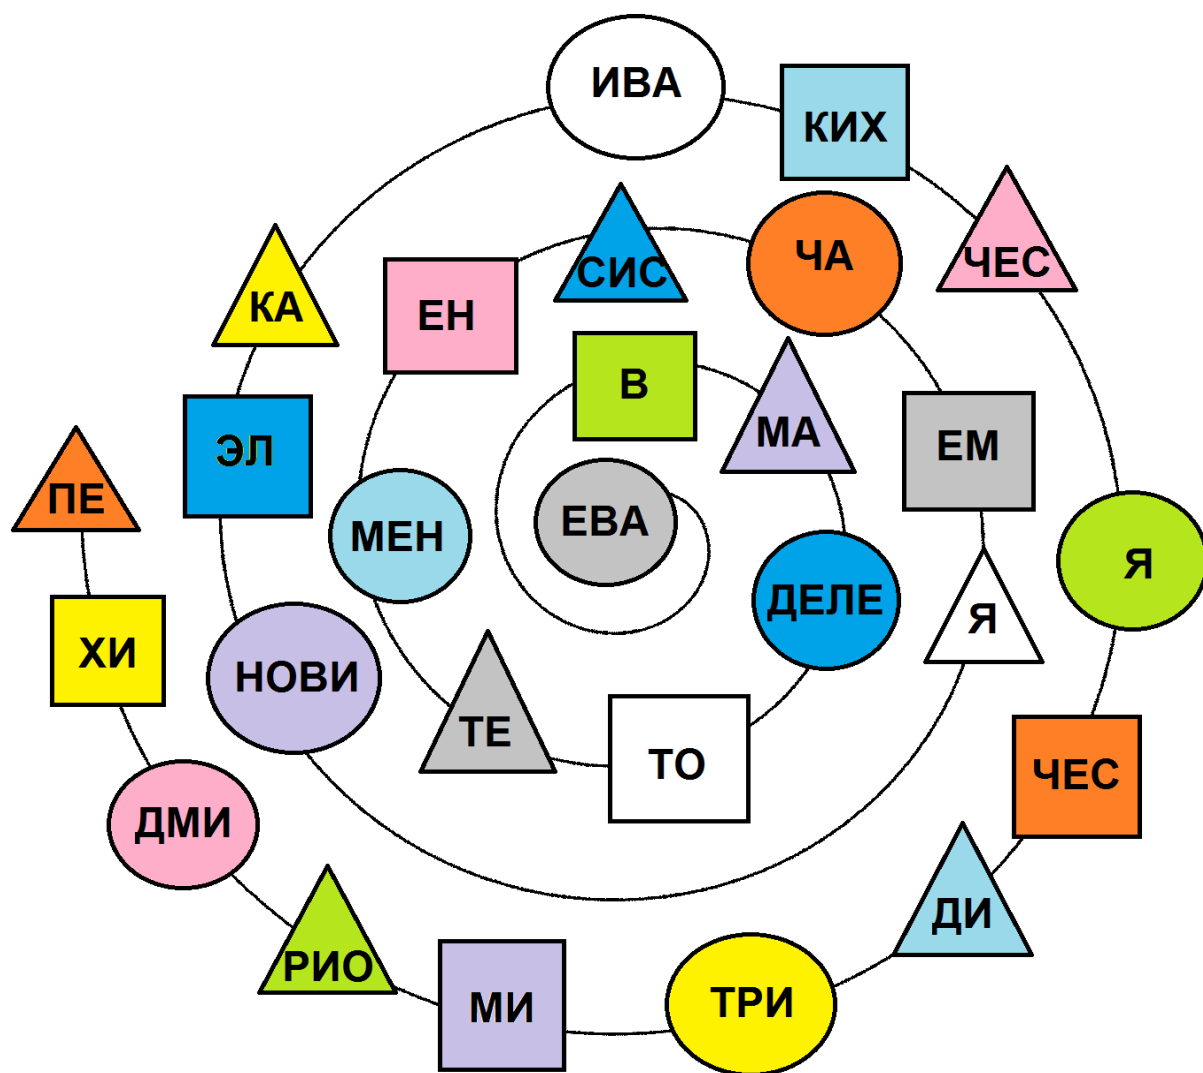 ПЕ
ХИ
ДМИ
РИО
МИ
ТРИ
ДИ
ЧЕС
Я
ЧЕС
КИХ
ИВА
КА
ЭЛ
НОВИ
Я
ЕМ
ЧА
СИС
ЕН
МЕН
ТЕ
ТО
ДЕЛЕ
МА
В
ЕВА